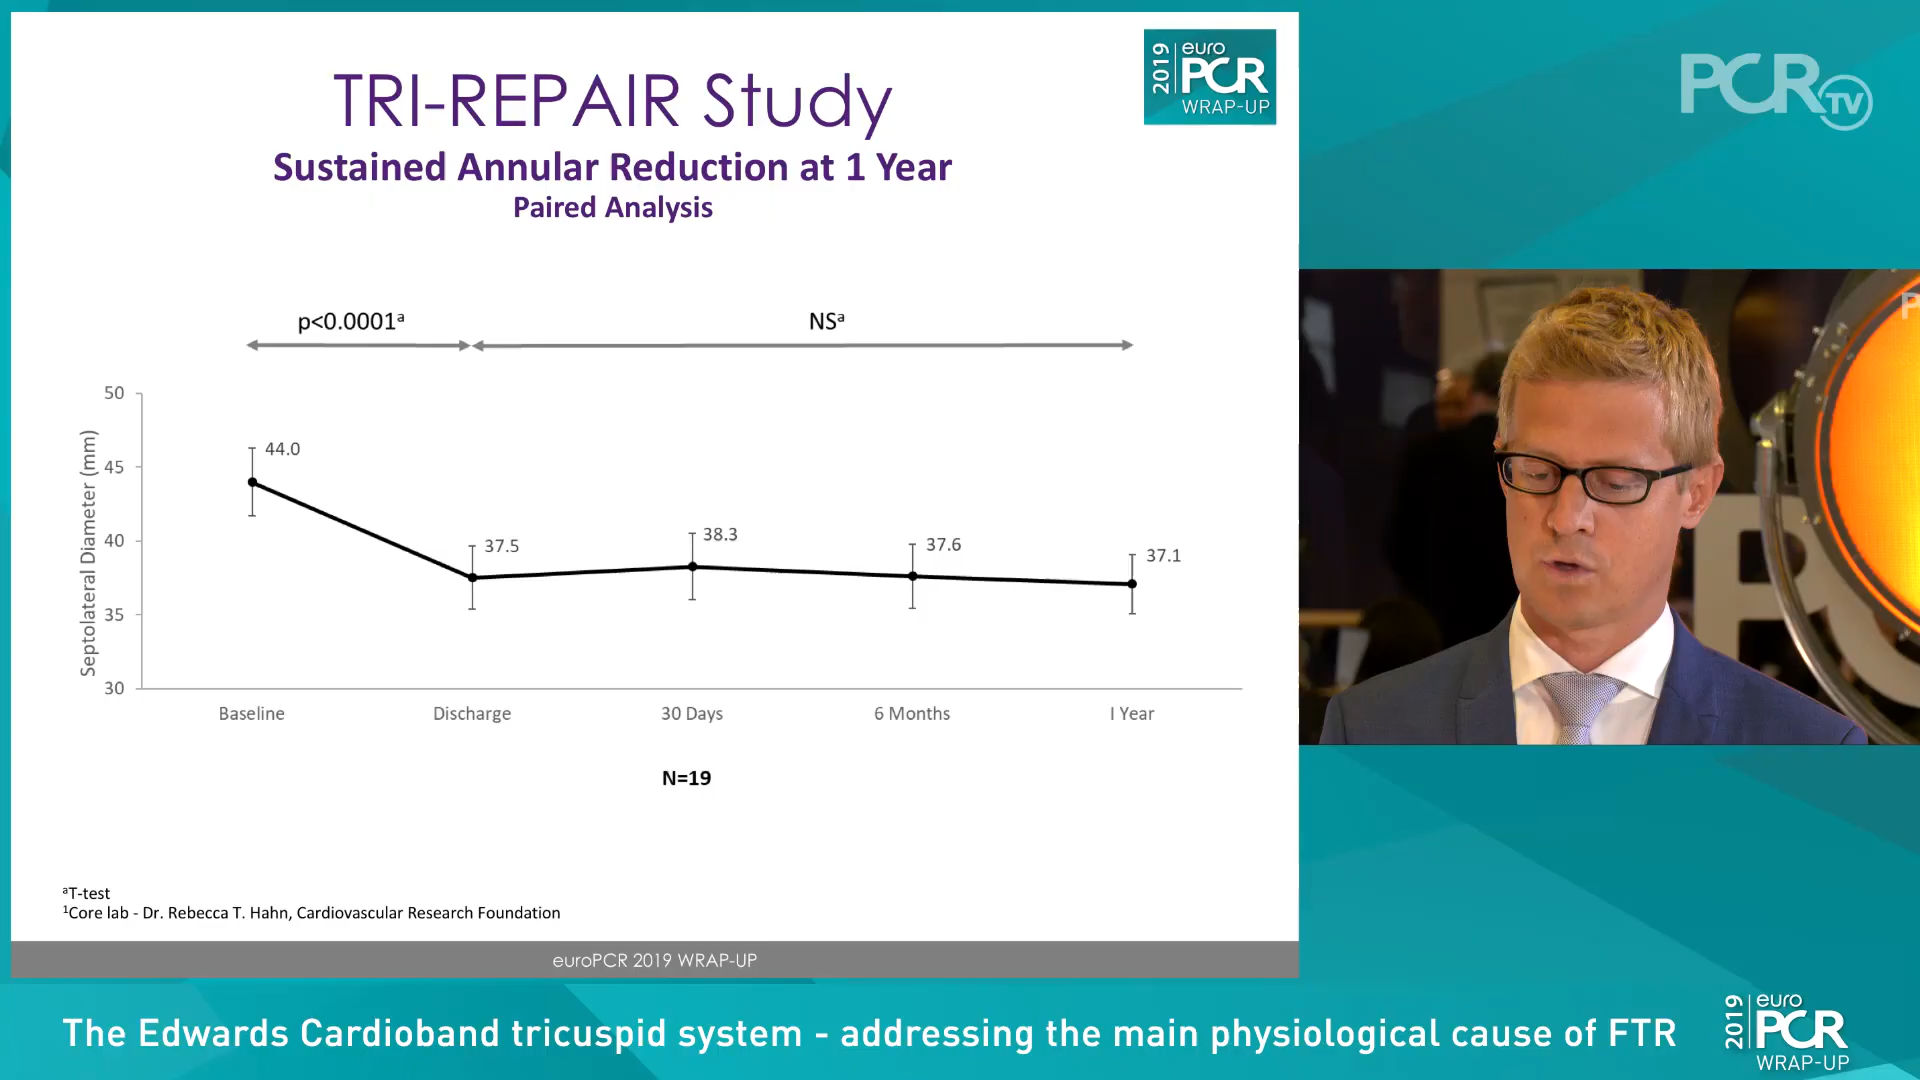 TRI-REPAIR Study
Sustained Annular Reduction at 1 Year
Paired Analysis
2019 euro PCR WRAP-UP
PCR TV
p<0.0001ᵃ
NSᵃ
50
45
40
35
30
Septolateral Diameter (mm)
44.0
37.5
38.3
37.6
37.1
Baseline
Discharge
30 Days
6 Months
I Year
N=19
ᵃT-test
¹Core lab - Dr. Rebecca T. Hahn, Cardiovascular Research Foundation
euroPCR 2019 WRAP-UP
The Edwards Cardioband tricuspid system - addressing the main physiological cause of FTR
2019 euro PCR WRAP-UP